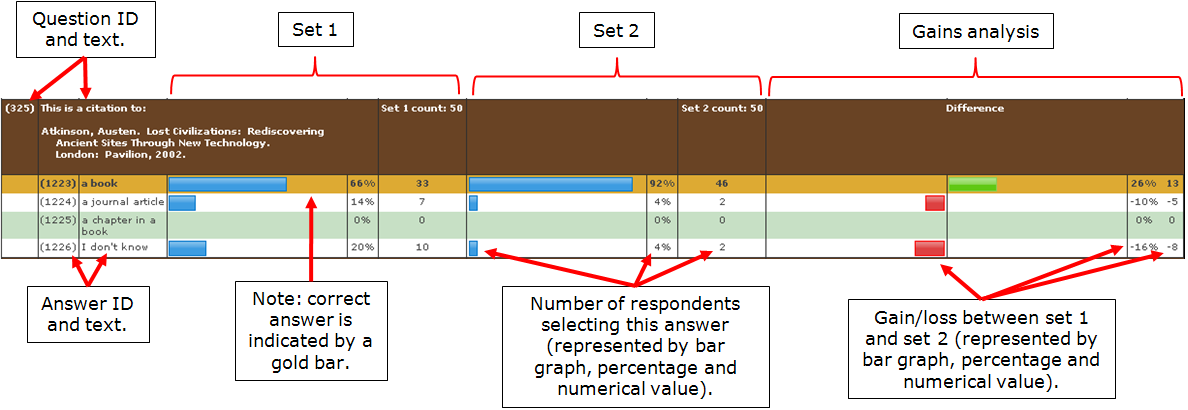 Question ID
and text.
Set 1
Set 2
Gains analysis
(325) This is a citation to: Set 1 count: 50 Set 2 count: 50 Difference
Atkinson, Austen. Lost Civilizations: Rediscovering
Ancient Sites Through New Technology.
London: Pavilion, 2002.
(1223) a book 66% 33 92% 46 26% 13
(1224) a journal article 14% 7 4% 2 -10% -5
(1225) a chapter in a 0% 0 0% 0 0% 0
book
(1226) I don't know 20% 10 4% 2 -16% -8
Answer ID
and text.
Note: correct
answer is
indicated by a
gold bar.
Number of respondents
selecting this answer
(represented by bar
graph, percentage and
numerical value).
Gain/loss between set 1
and set 2 (represented by
bar graph, percentage and
numerical value).